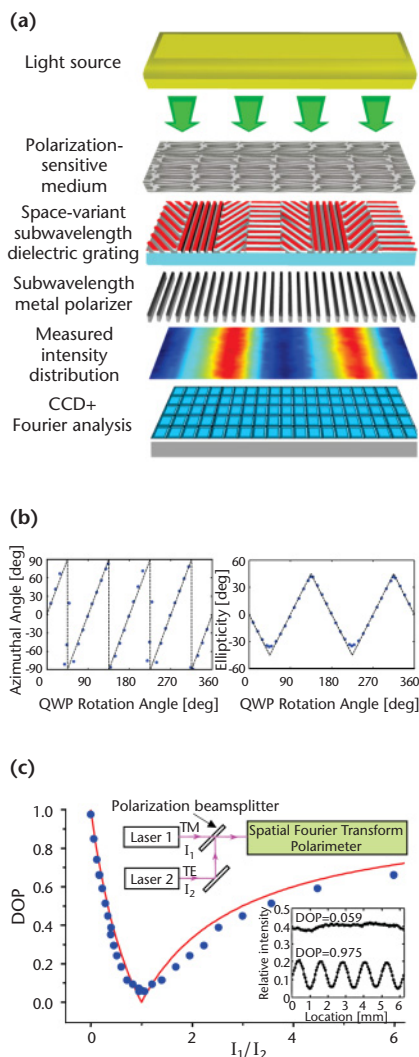 (a)
Light source
Polarization-
sensitive
medium
Space-variant
subwavelength
dielectric grating
Subwavelength
metal polarizer
Measured
intensity
distribution
CCD+
Fourier analysis
(b)
Azimuthal Angle [deg]
90
60
30
0
-30
-60
-90
0 90 180 270 360
QWP Rotation Angle [deg]
Ellipticity [deg]
60
30
0
-30
-60
0 90 180 270 360
QWP Rotation Angle [deg]
(c)
DOP
1.0
0.8
0.6
0.4
0.2
0.0
0 2 4 6
I₁/I₂
Polarization beamsplitter
Laser 1
TM
I₁
Spatial Fourier Transform
Polarimeter
Laser 2
TE
I₂
Relative intensity
0.5
0.4
0.3
0.2
0.1
0
DOP=0.059
DOP=0.975
0 1 2 3 4 5 6
Location [mm]